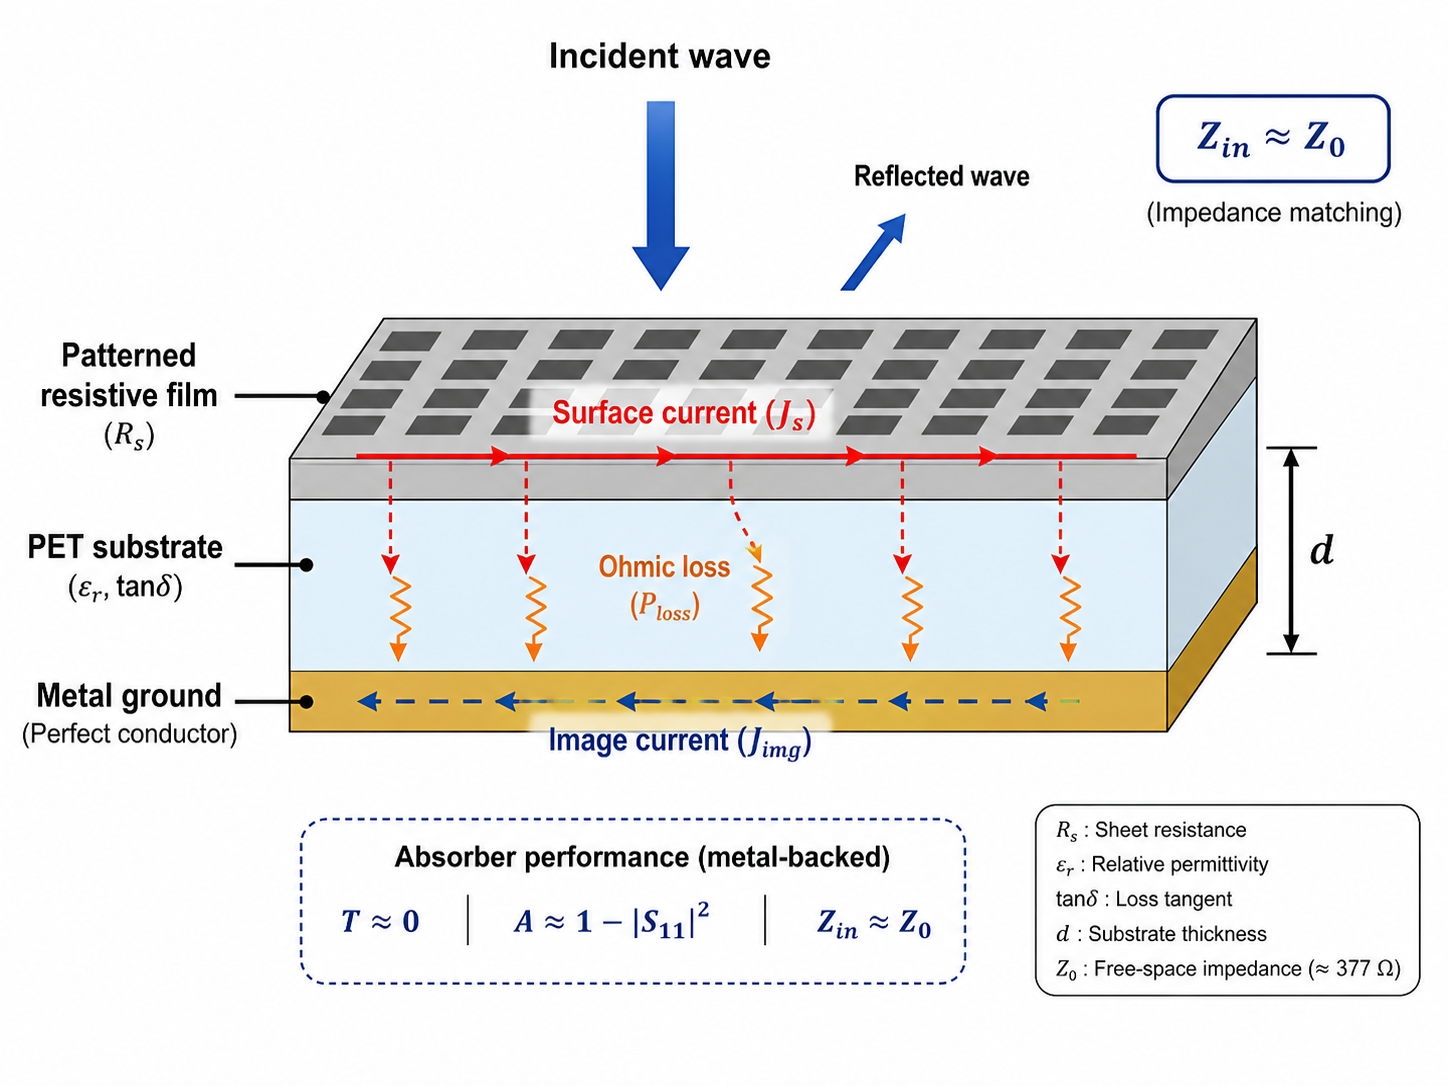 Incident wave
Z_in ≈ Z_0
(Impedance matching)
Reflected wave
Patterned
resistive film
(R_s)
Surface current (J_s)
PET substrate
(ε_r, tanδ)
Ohmic loss
(P_loss)
d
Metal ground
(Perfect conductor)
Image current (J_img)
Absorber performance (metal-backed)
T ≈ 0 | A ≈ 1 − |S_11|^2 | Z_in ≈ Z_0
R_s : Sheet resistance
ε_r : Relative permittivity
tanδ : Loss tangent
d : Substrate thickness
Z_0 : Free-space impedance (≈ 377 Ω)